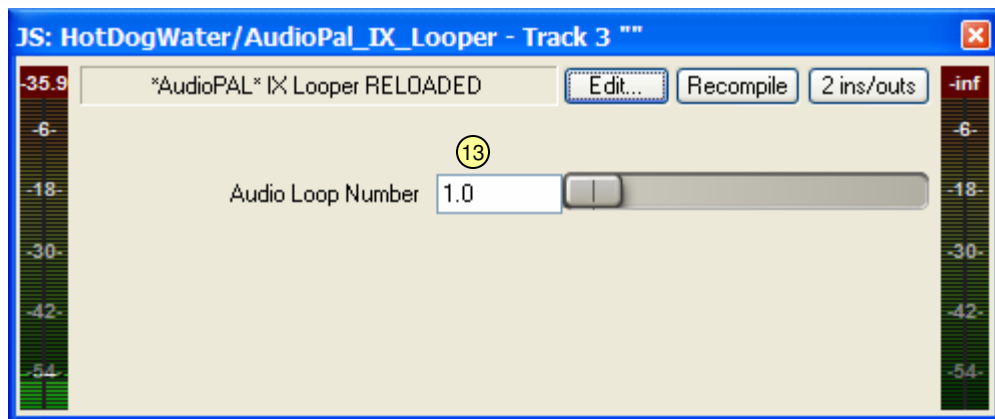 JS: HotDogWater/AudioPal_IX_Looper - Track 3 ""
-35.9 *AudioPAL* IX Looper RELOADED Edit... Recompile 2 ins/outs -inf
-6- -6-
13
-18- Audio Loop Number 1.0 -18-
-30- -30-
-42- -42-
-54- -54-